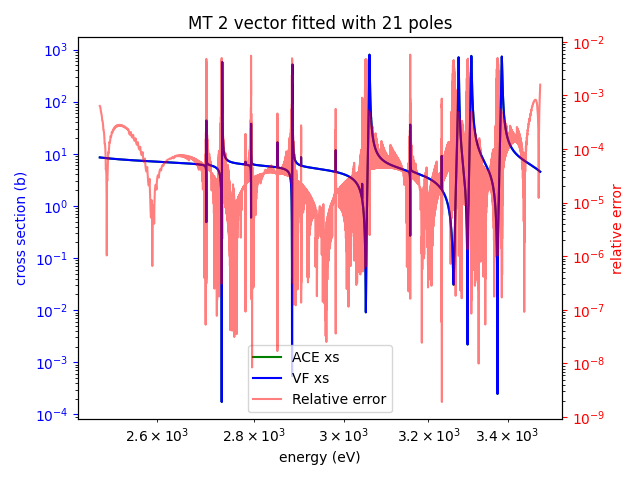 MT 2 vector fitted with 21 poles
cross section (b)
10³
10²
10¹
10⁰
10⁻¹
10⁻²
10⁻³
10⁻⁴
10⁻²
10⁻³
10⁻⁴
10⁻⁵
10⁻⁶
10⁻⁷
10⁻⁸
10⁻⁹
relative error
ACE xs
VF xs
Relative error
2.6 × 10³ 2.8 × 10³ 3 × 10³ 3.2 × 10³ 3.4 × 10³
energy (eV)